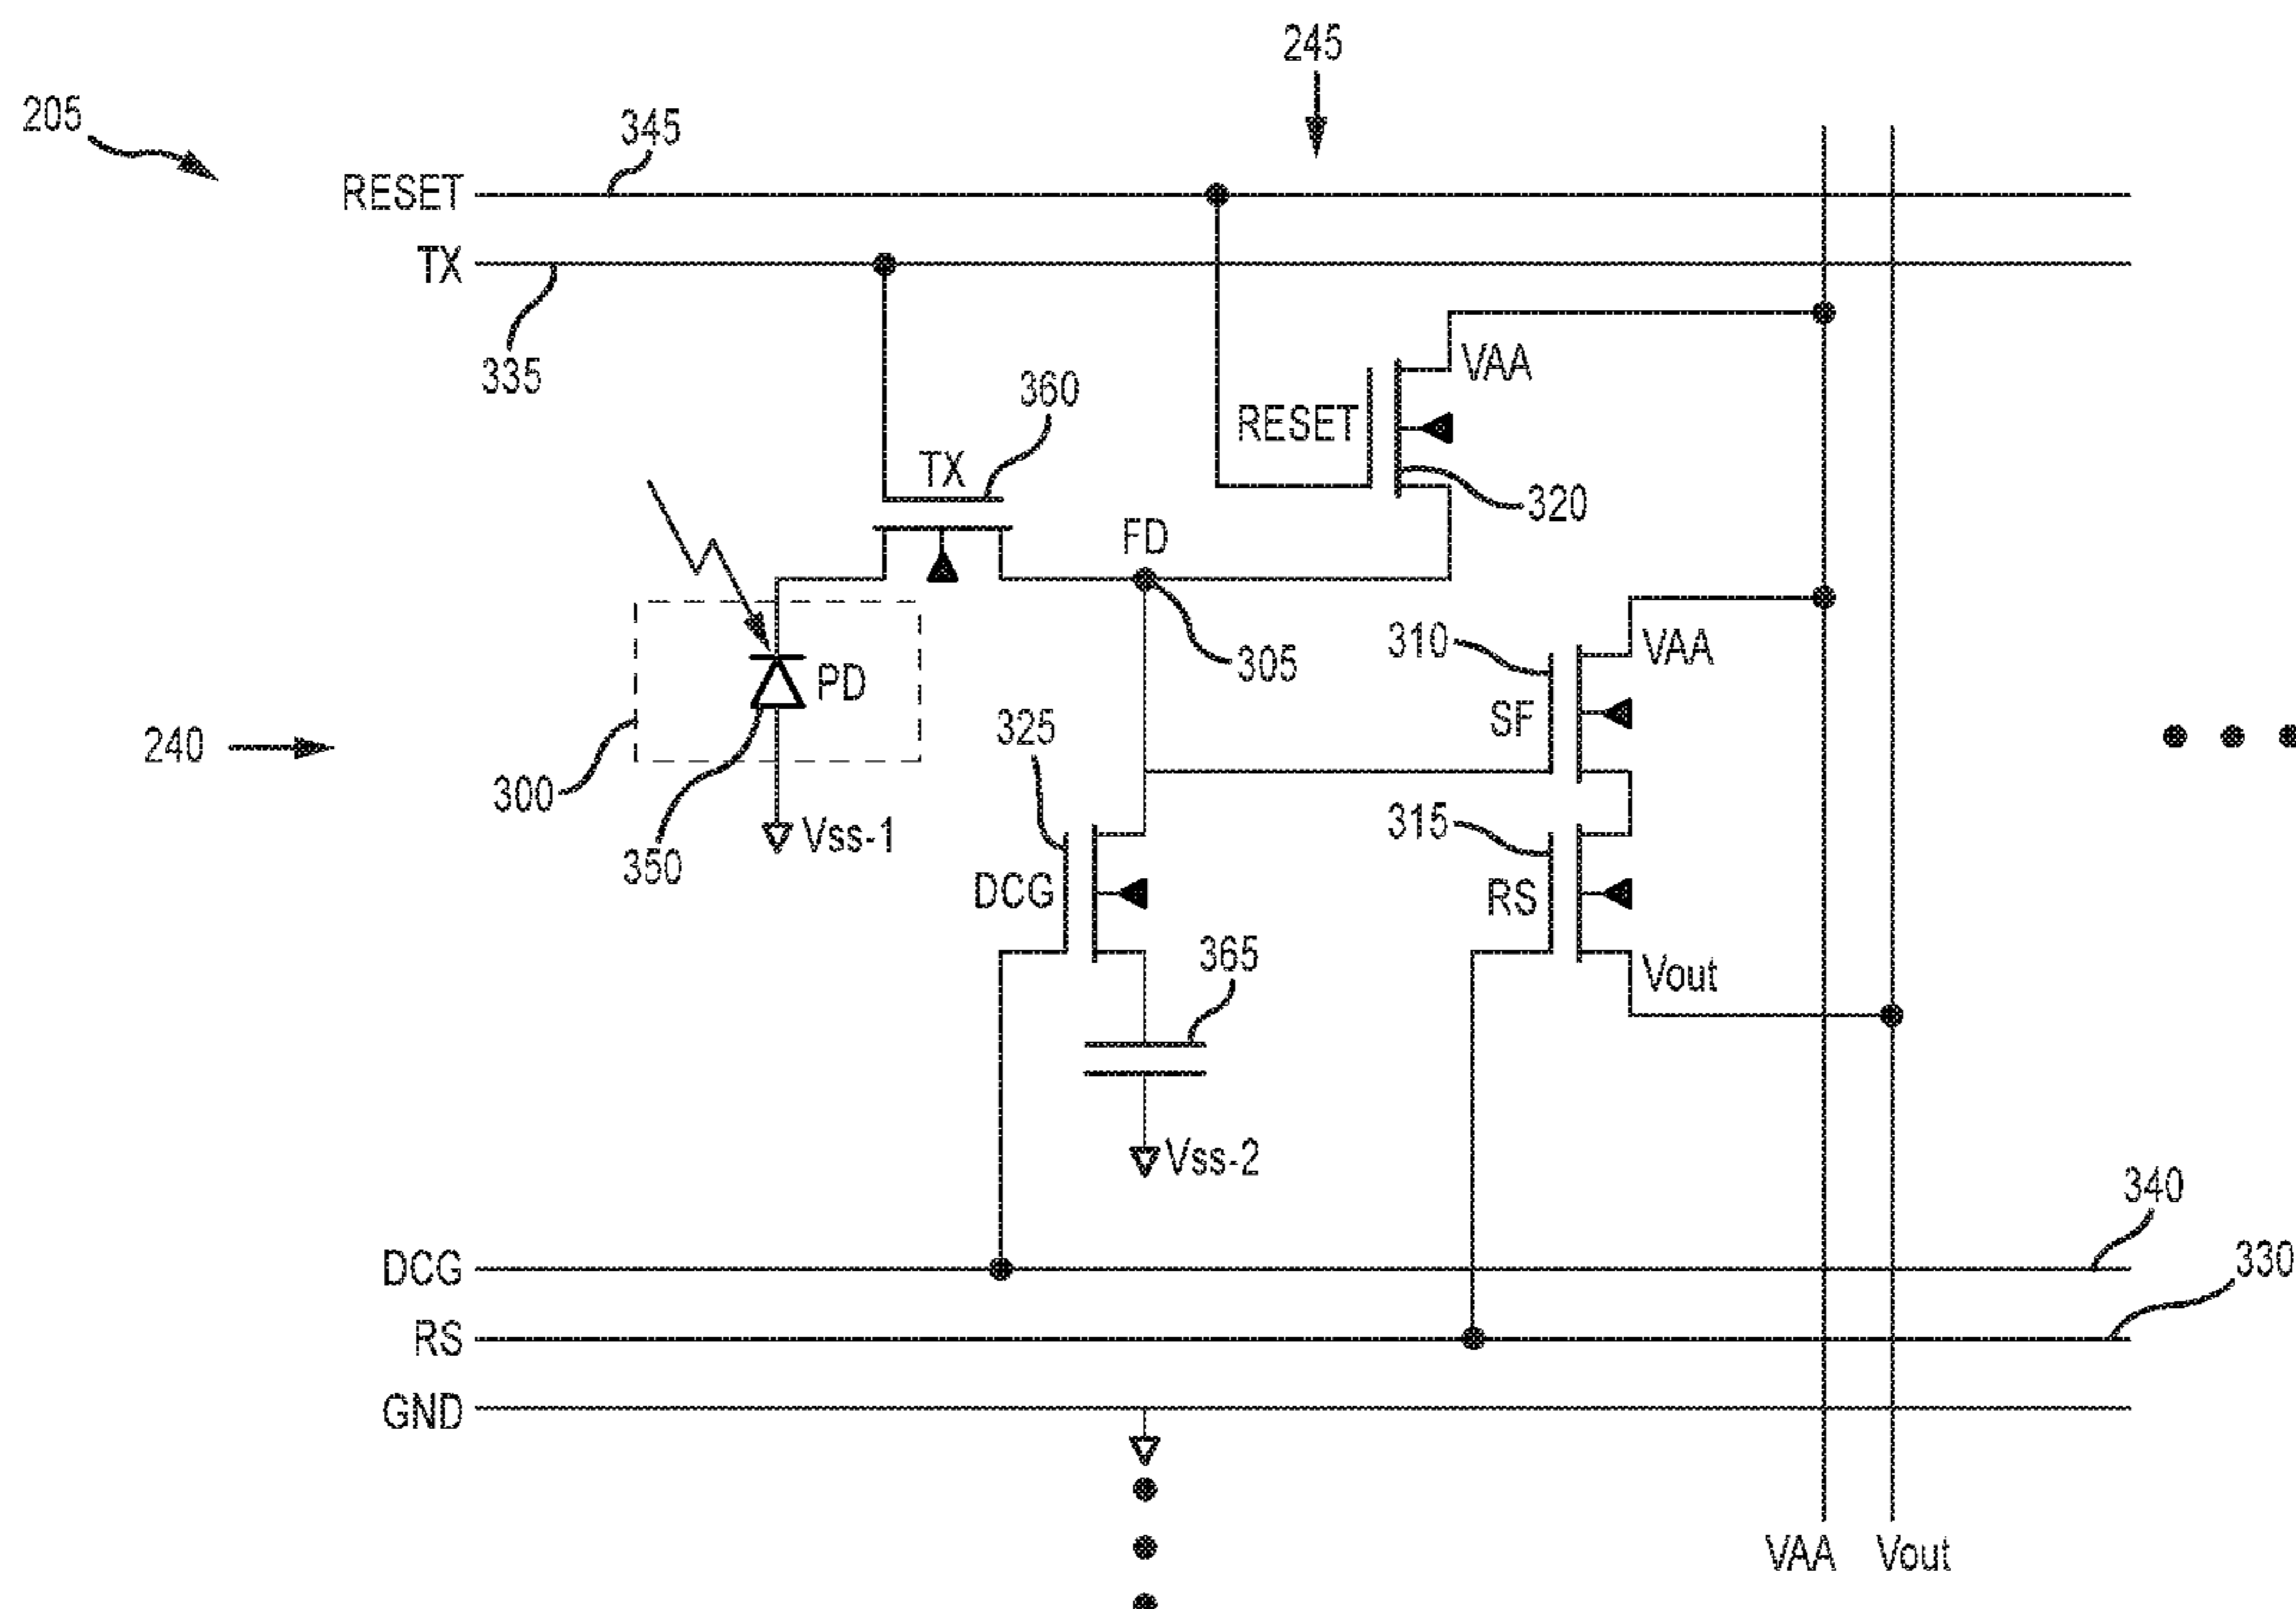 245
205
345
RESET
TX
335
360
VAA
RESET
TX
320
FD
305
310
VAA
PD
SF
325
240
300
315
Vss-1
350
DCG
RS
365
Vout
Vss-2
340
DCG
330
RS
GND
VAA Vout